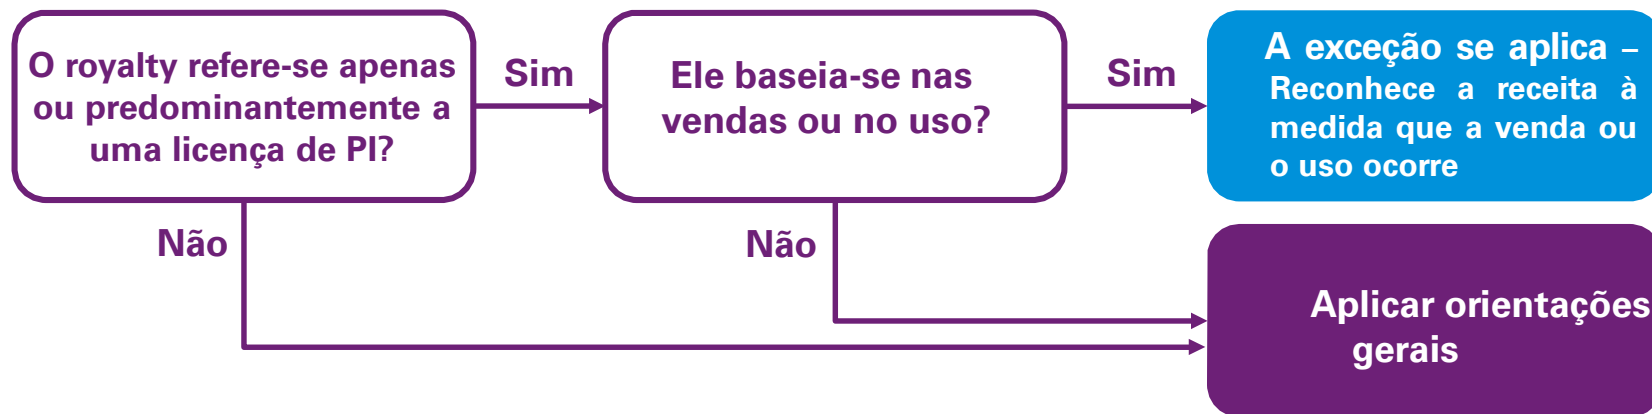 O royalty refere-se apenas
ou predominantemente a
uma licença de PI?
Sim
Ele baseia-se nas
vendas ou no uso?
Sim
A exceção se aplica –
Reconhece a receita à
medida que a venda ou
o uso ocorre
Não
Não
Aplicar orientações
gerais